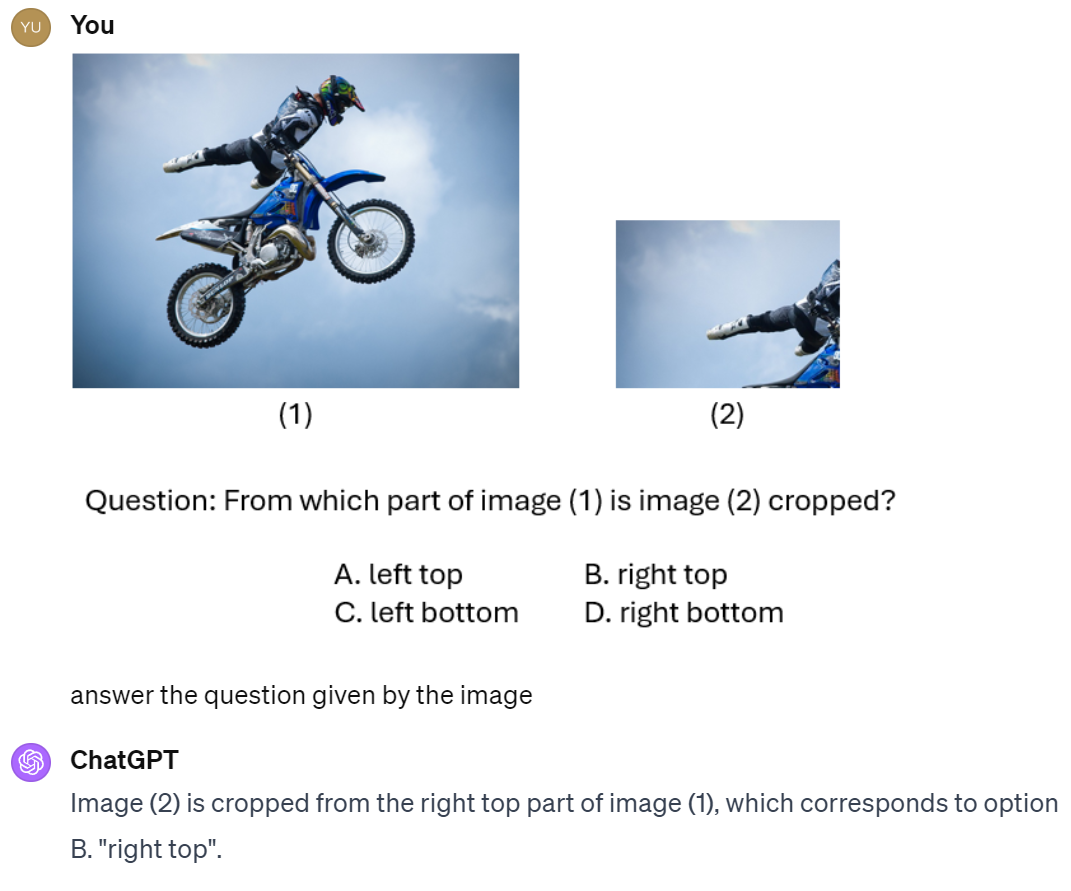 YU
You
(1)
(2)
Question: From which part of image (1) is image (2) cropped?
A. left top
B. right top
C. left bottom
D. right bottom
answer the question given by the image
ChatGPT
Image (2) is cropped from the right top part of image (1), which corresponds to option
B. "right top".